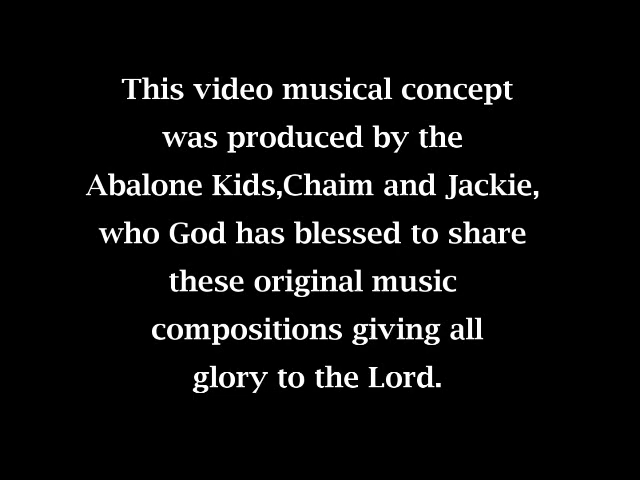 This video musical concept
was produced by the
Abalone Kids,Chaim and Jackie,
who God has blessed to share
these original music
compositions giving all
glory to the Lord.